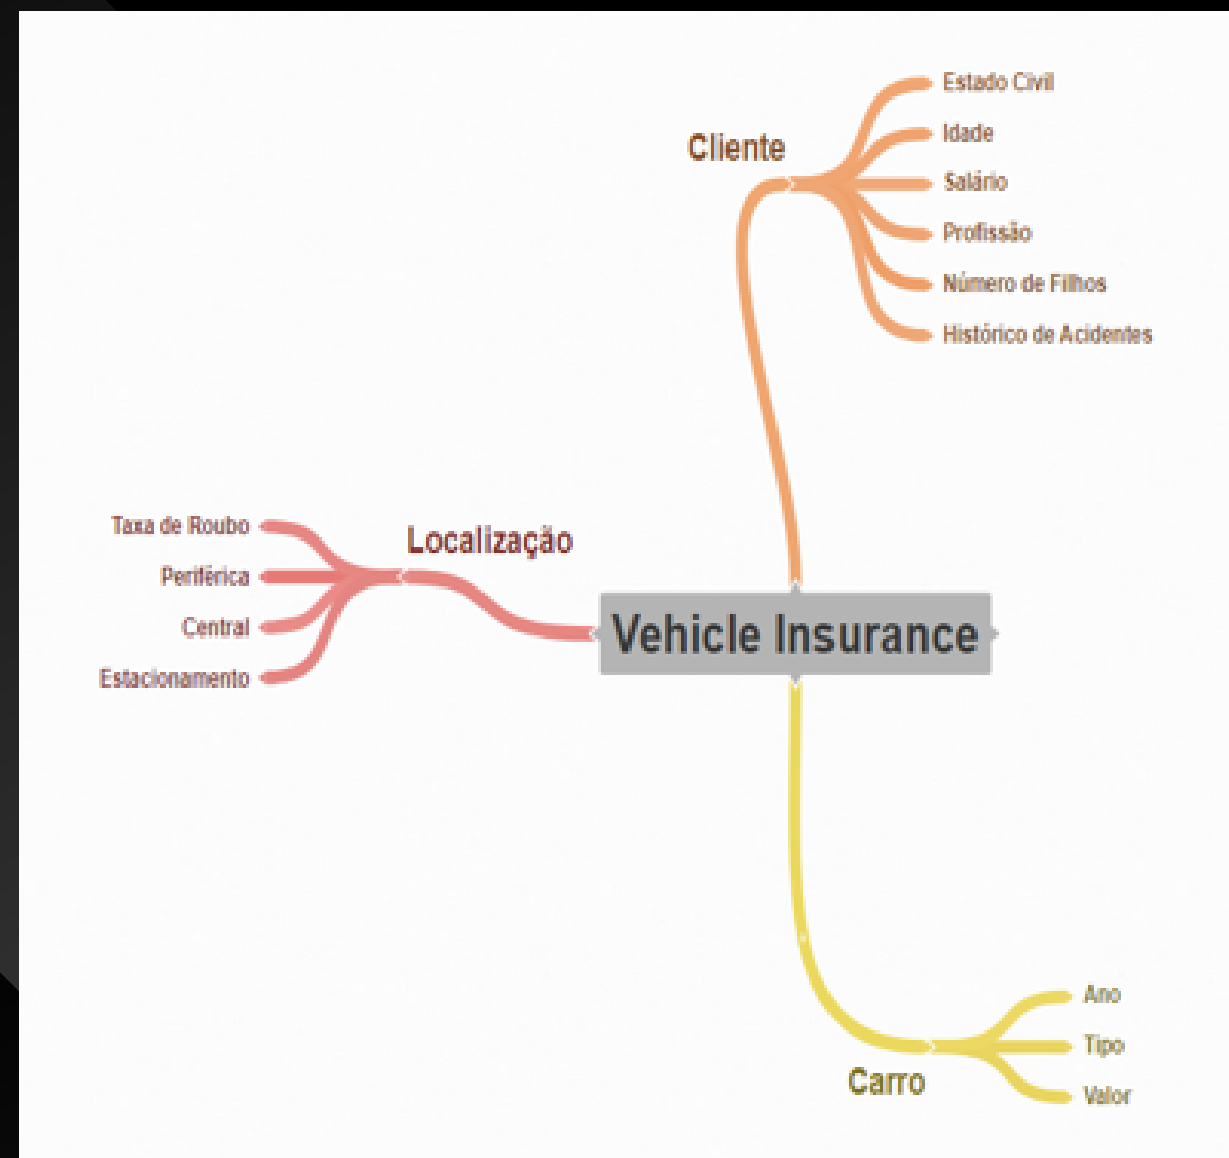 Estado Civil
Cliente
Idade
Salário
Profissão
Número de Filhos
Histórico de Acidentes
Taxa de Roubo
Localização
Periférica
Central
Estacionamento
Vehicle Insurance
Ano
Tipo
Carro
Valor